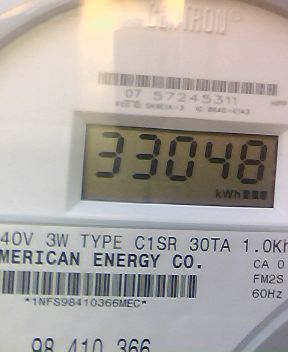 07 57245311
33048
kWh
40V 3W TYPE C1SR 30TA 1.0Kh
MERICAN ENERGY CO.
CA 0
FM2S
60Hz
*1NFS98410366MEC*
98 410 366